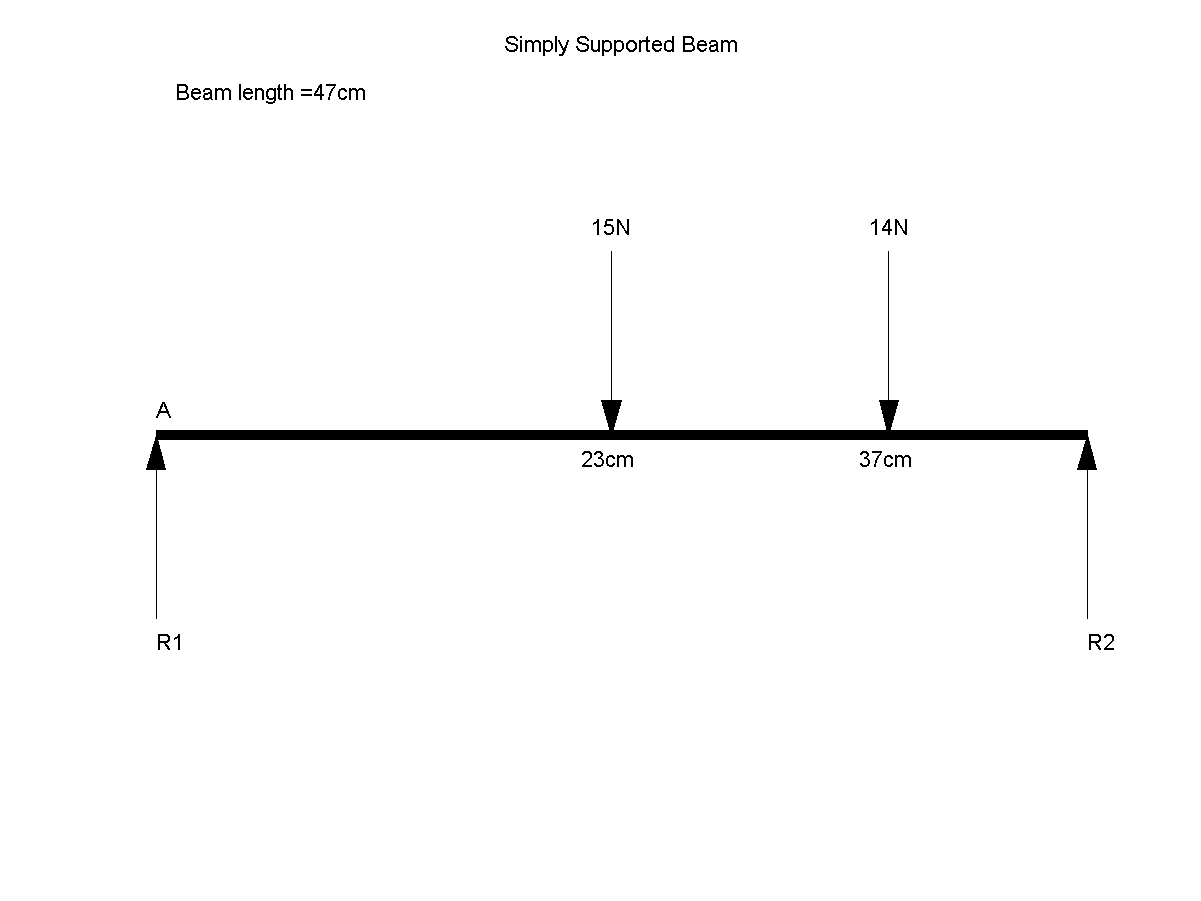 Simply Supported Beam
Beam length =47cm
15N
14N
A
23cm
37cm
R1
R2